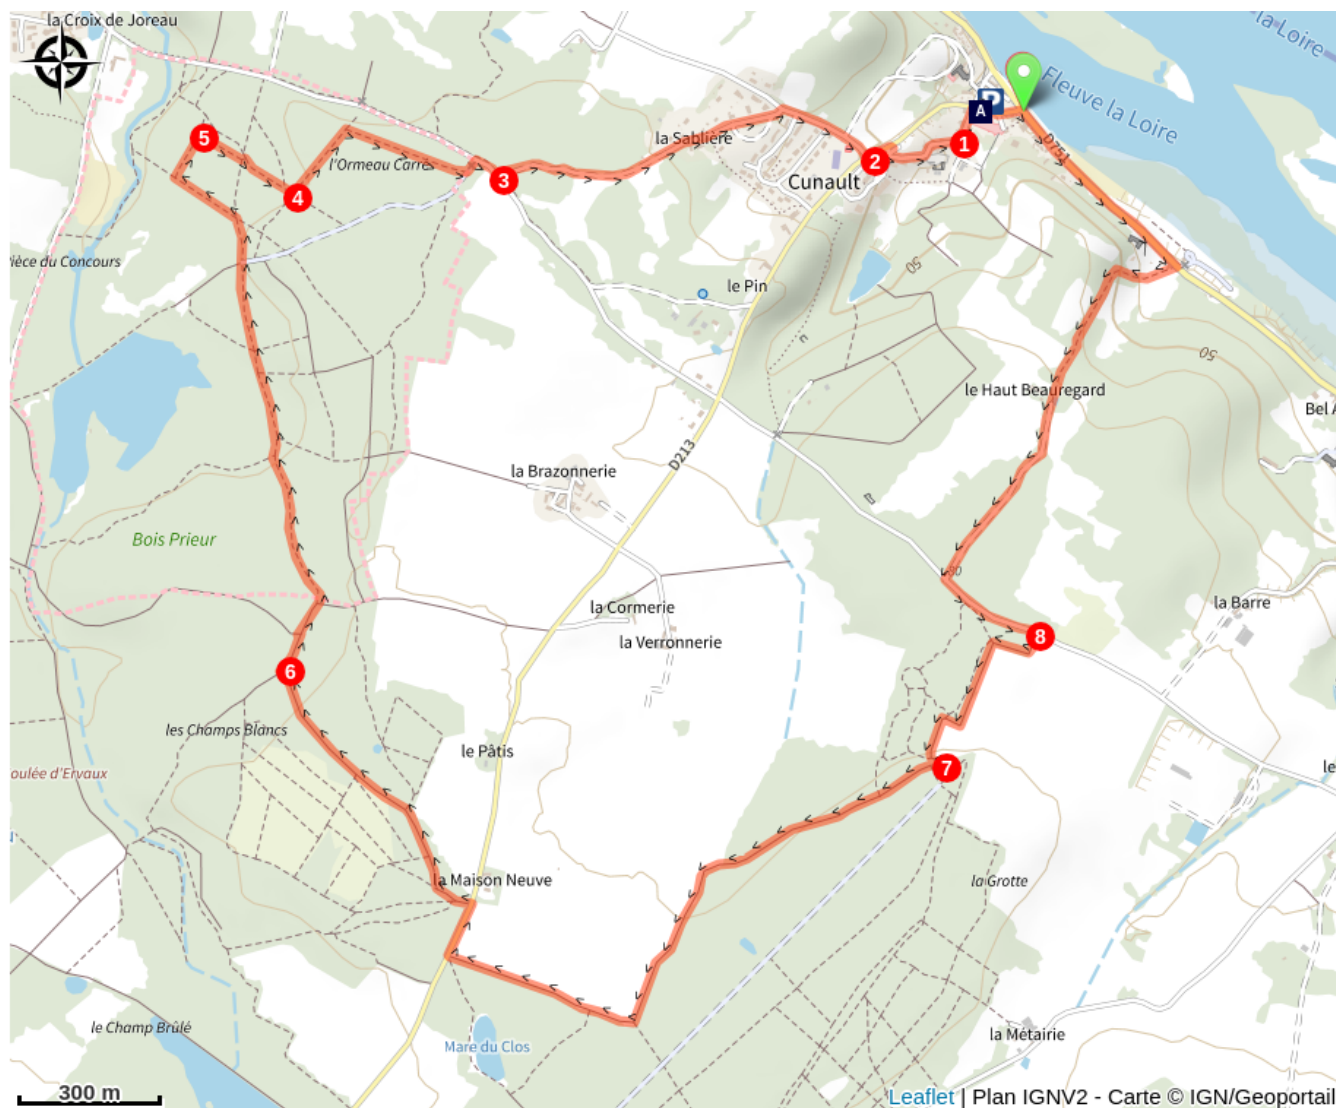 la Croix de Joreau
la Loire
Fleuve la Loire
D751
A
1
2
3
4
5
la Sablière
l'Ormeau Carré
Cunault
ièce du Concours
le Pin
50
50
le Haut Beauregard
Bel A
la Brazonnerie
D213
Bois Prieur
80
la Cormerie
la Barre
la Verronnerie
8
6
les Champs Blancs
le Pâtis
7
oulée d'Ervaux
le
la Maison Neuve
la Grotte
le Champ Brûlé
Mare du Clos
la Métairie
300 m
Leaflet | Plan IGNV2 - Carte © IGN/Geoportail